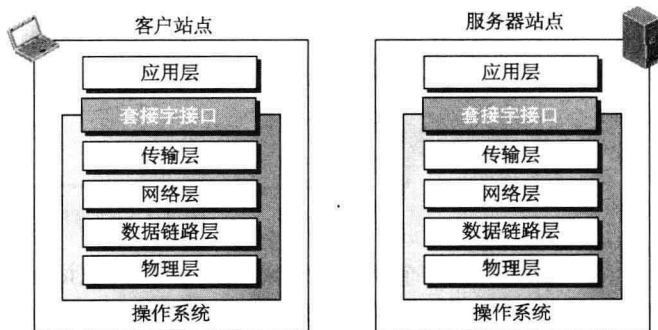 客户站点
应用层
套接字接口
传输层
网络层
数据链路层
物理层
操作系统
服务器站点
应用层
套接字接口
传输层
网络层
数据链路层
物理层
操作系统